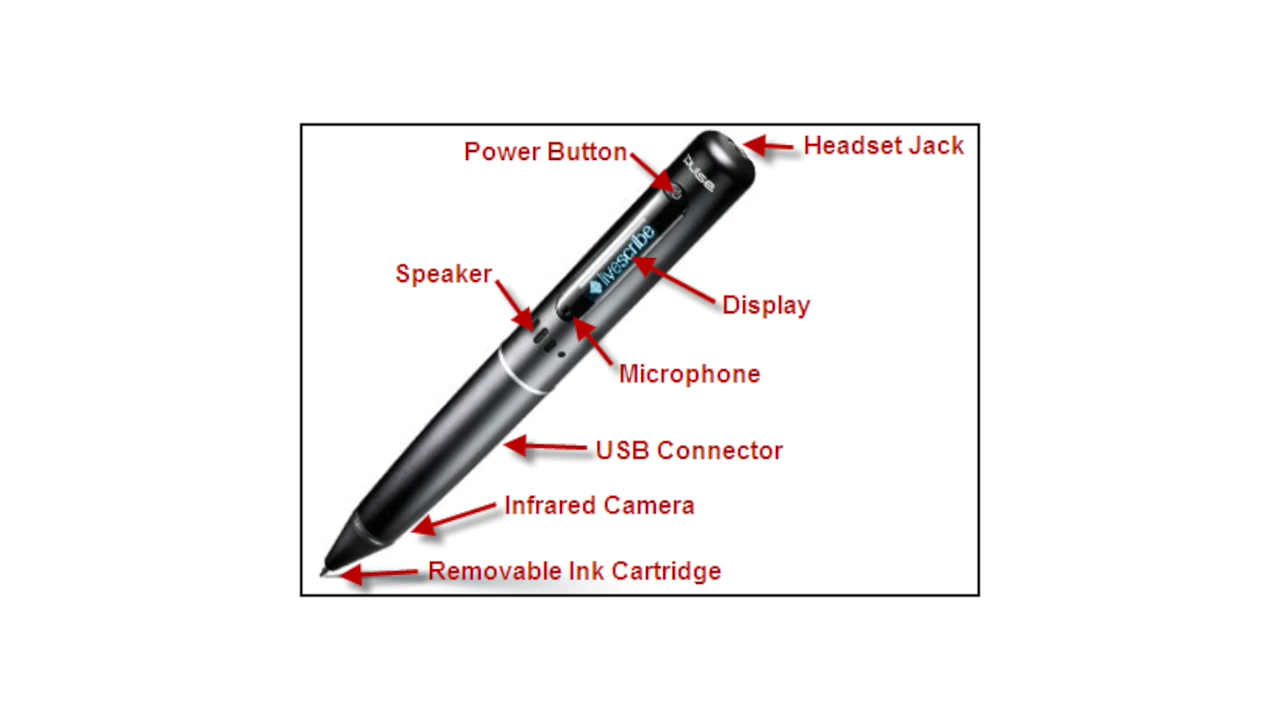 Headset Jack
Power Button
Pulse
livescribe
Speaker
Display
Microphone
USB Connector
Infrared Camera
Removable Ink Cartridge